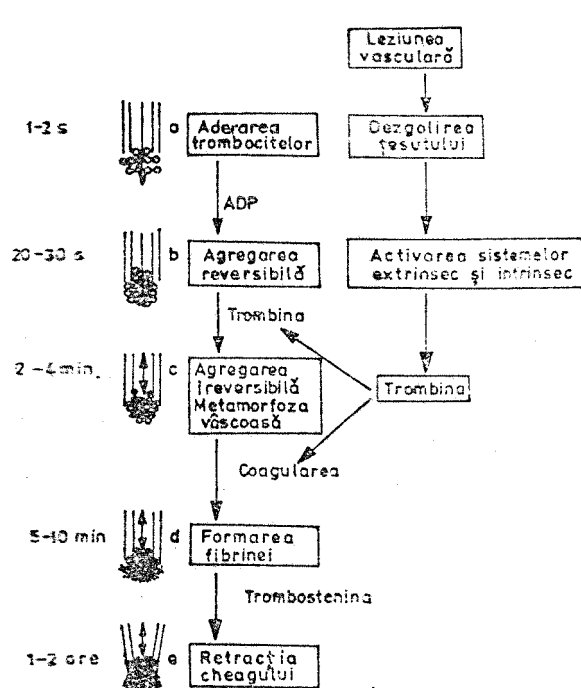 Leziunea
vasculară
1-2 s
a
Aderarea
trombocitelor
Dezgolirea
țesutului
ADP
20-30 s
b
Agregarea
reversibilă
Activarea sistemelor
extrinsec și intrinsec
Trombina
2-4 min.
c
Agregarea
ireversibilă
Metamorfoza
vâscoasă
Trombina
Coagularea
5-10 min
d
Formarea
fibrinei
Trombostenina
1-2 ore
e
Retracția
cheagului